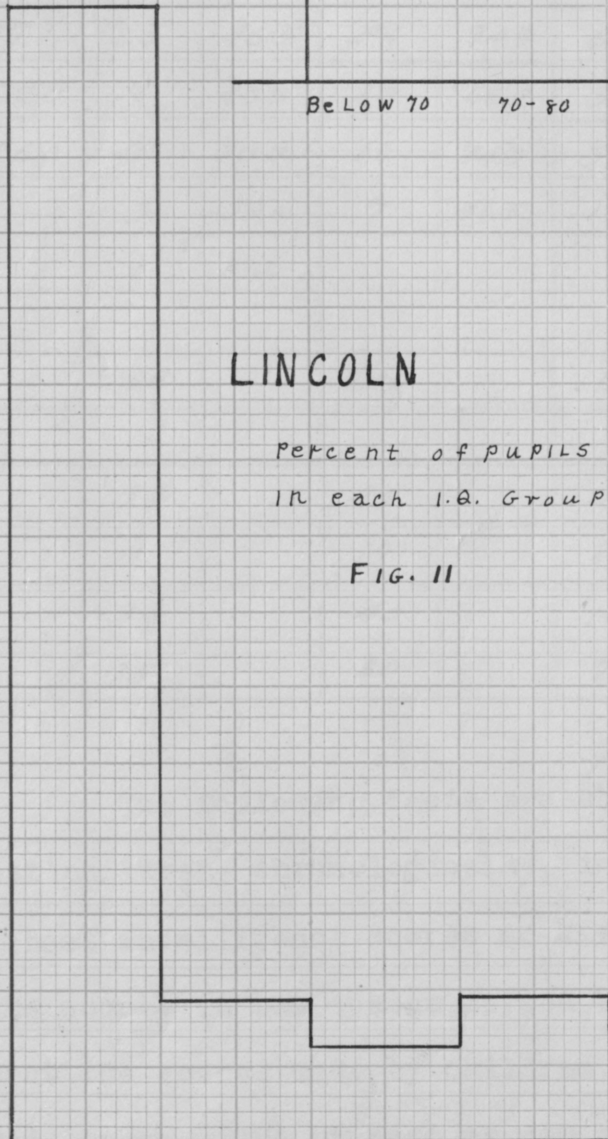 BeLOW 70 70-80
LINCOLN
Percent of PUPILS
In each I.Q. Group
FIG. 11